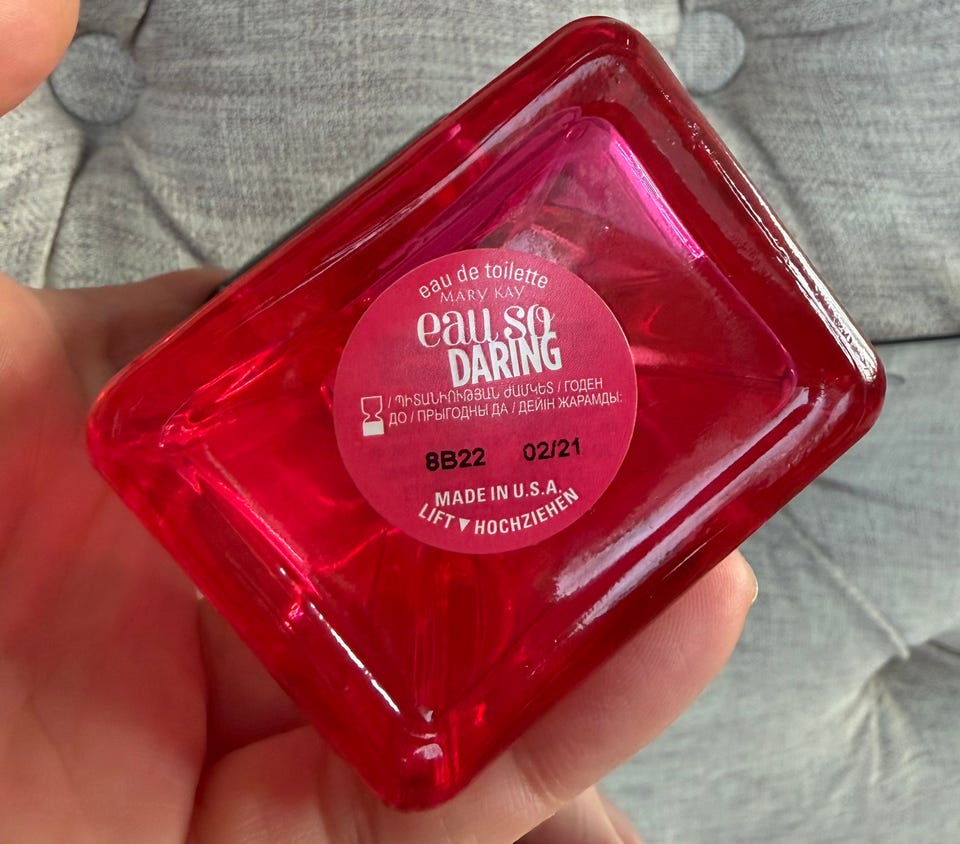 eau de toilette
MARY KAY
eau so
DARING
/ ՊԻՏԱՆԻՈՒԹՅԱՆ ԺԱՄԿԵՏ / ГОДЕН
ДО / ПРЫГОДНЫ ДА / ДЕЙІН ЖАРАМДЫ:
8B22 02/21
MADE IN U.S.A.
LIFT ▼ HOCHZIEHEN